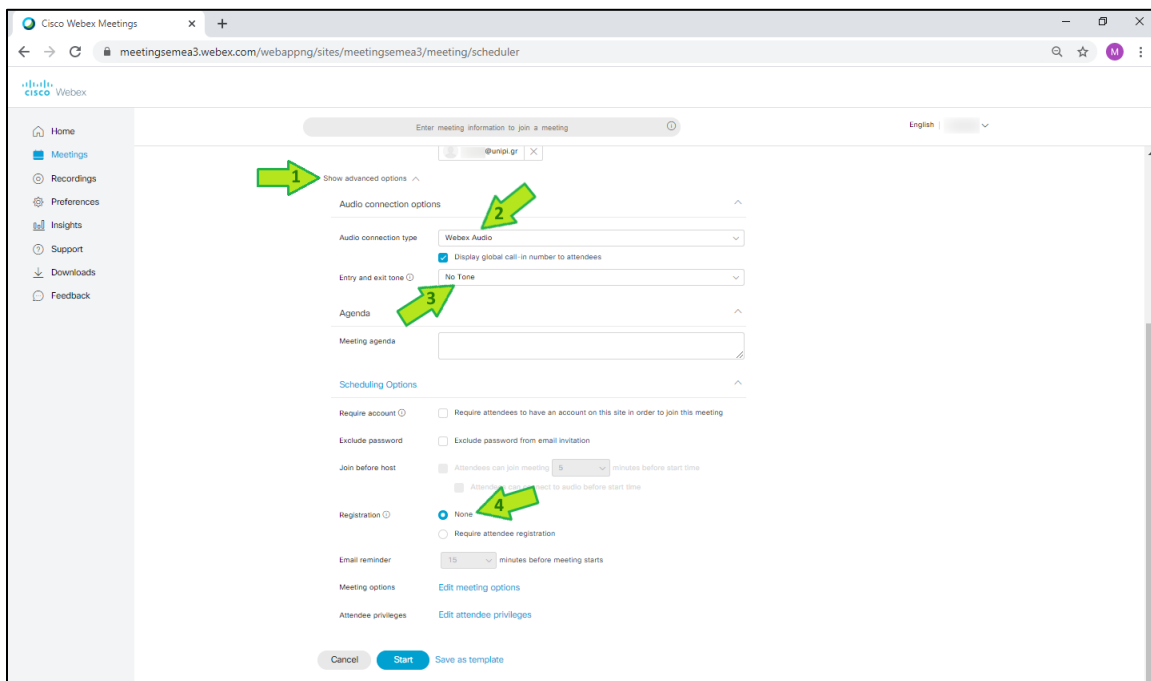 Cisco Webex Meetings
meetingsemea3.webex.com/webappng/sites/meetingsemea3/meeting/scheduler
M
cisco Webex
Home
Meetings
Recordings
Preferences
Insights
Support
Downloads
Feedback
Enter meeting information to join a meeting
English
@unipi.gr
1
Show advanced options
Audio connection options
2
Audio connection type
Webex Audio
Display global call-in number to attendees
Entry and exit tone
No Tone
3
Agenda
Meeting agenda
Scheduling Options
Require account
Require attendees to have an account on this site in order to join this meeting
Exclude password
Exclude password from email invitation
Join before host
Attendees can join meeting 5 minutes before start time
Attendees can connect to audio before start time
Registration
None
4
Require attendee registration
Email reminder
15 minutes before meeting starts
Meeting options
Edit meeting options
Attendee privileges
Edit attendee privileges
Cancel
Start
Save as template